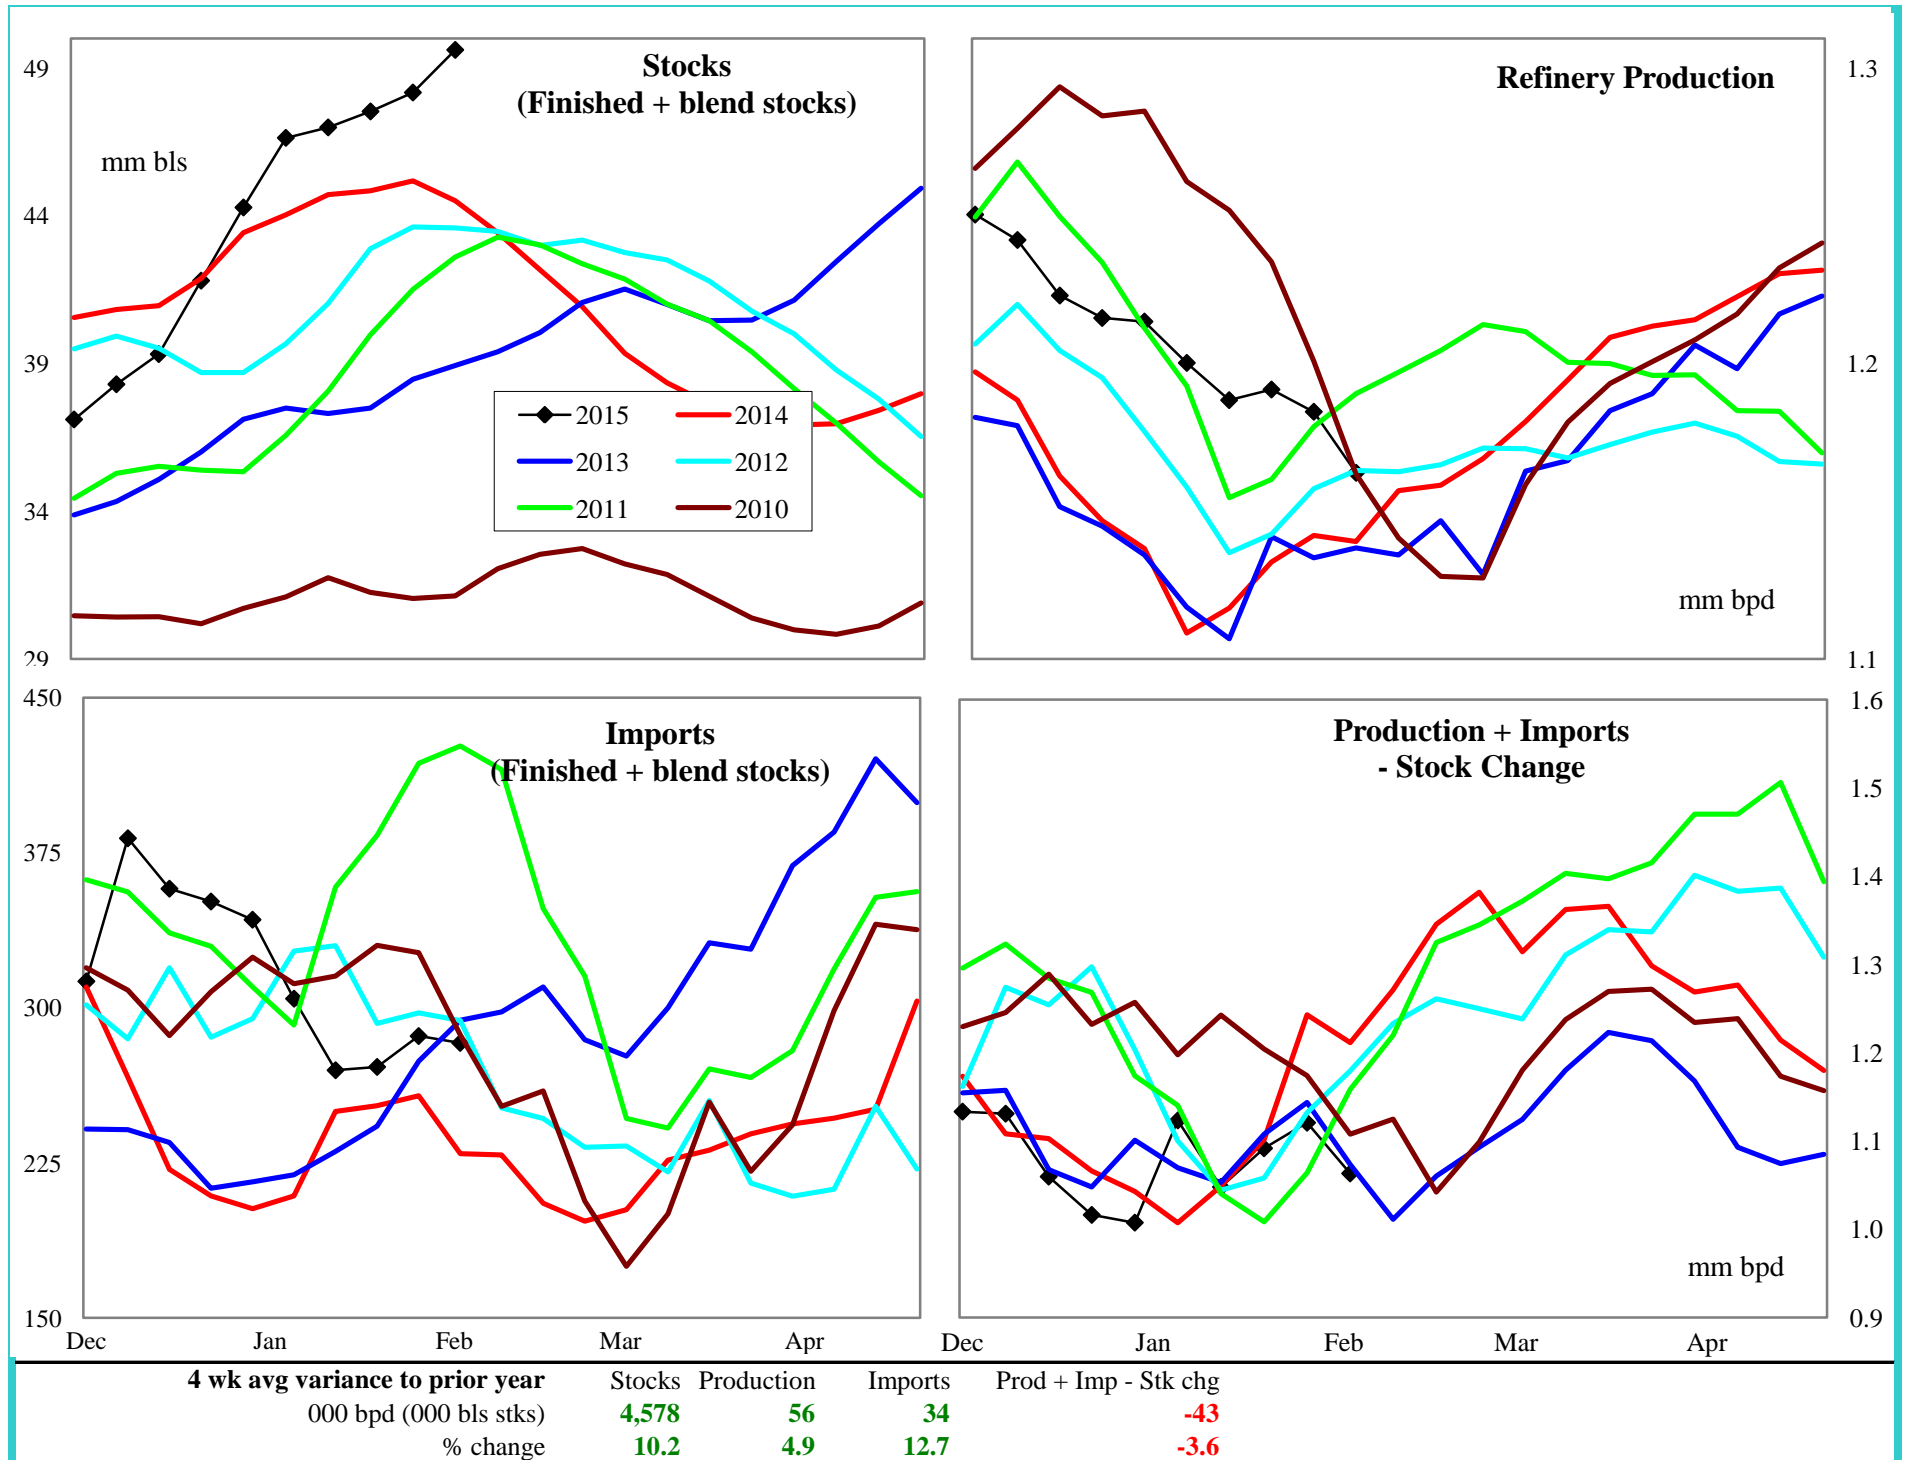 Stocks
(Finished + blend stocks)
mm bls
49
44
39
34
29
2015
2014
2013
2012
2011
2010
Refinery Production
mm bpd
1.3
1.2
1.1
Imports
(Finished + blend stocks)
450
375
300
225
150
Dec Jan Feb Mar Apr
Production + Imports
- Stock Change
mm bpd
1.6
1.5
1.4
1.3
1.2
1.1
1.0
0.9
Dec Jan Feb Mar Apr
4 wk avg variance to prior year Stocks Production Imports Prod + Imp - Stk chg
000 bpd (000 bls stks) 4,578 56 34 -43
% change 10.2 4.9 12.7 -3.6